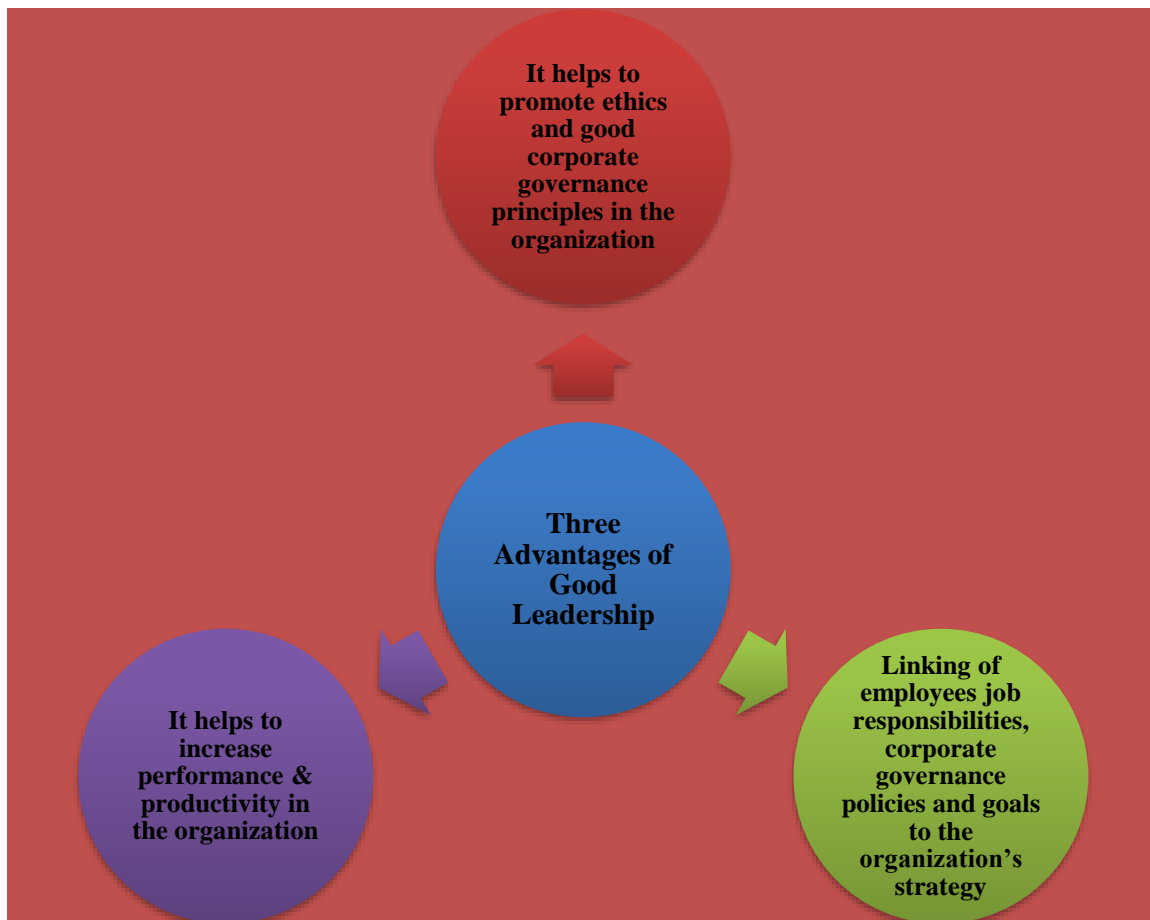 It helps to
promote ethics
and good
corporate
governance
principles in the
organization
Three
Advantages of
Good
Leadership
Linking of
employees job
responsibilities,
corporate
governance
policies and goals
to the
organization’s
strategy
It helps to
increase
performance &
productivity in
the organization